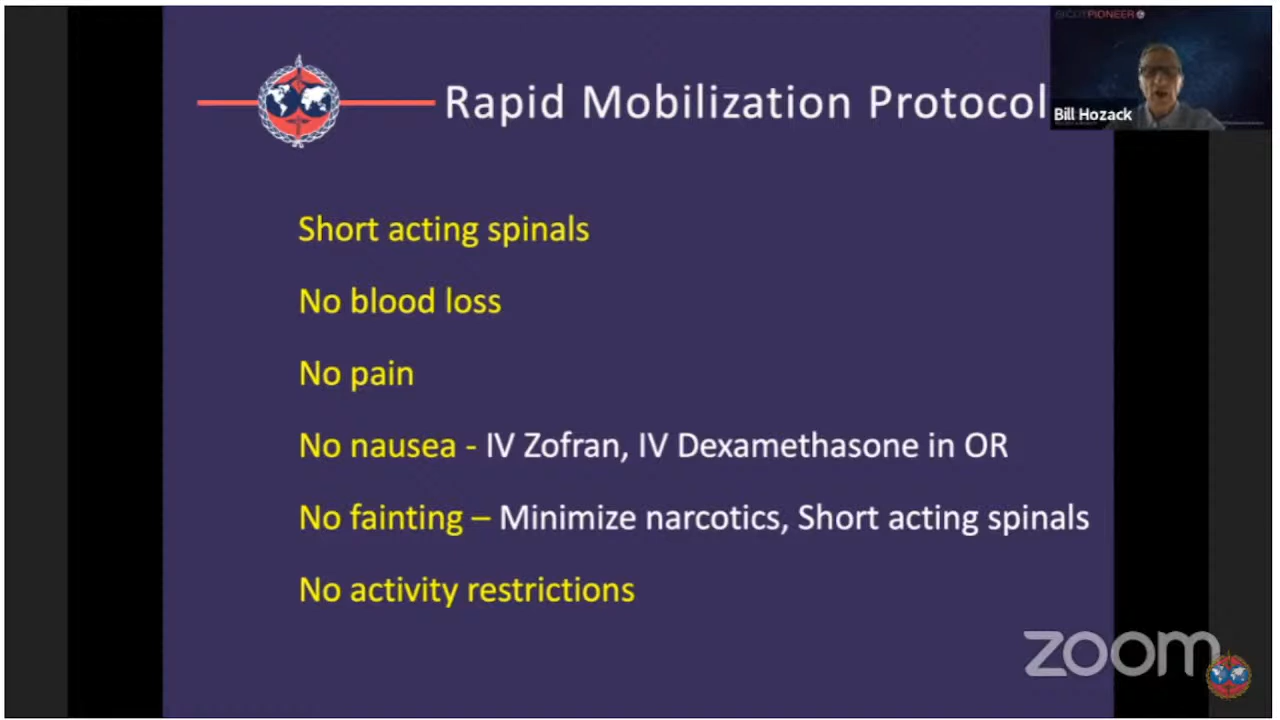 Rapid Mobilization Protocol
Bill Hozack
Short acting spinals
No blood loss
No pain
No nausea - IV Zofran, IV Dexamethasone in OR
No fainting – Minimize narcotics, Short acting spinals
No activity restrictions
zoom